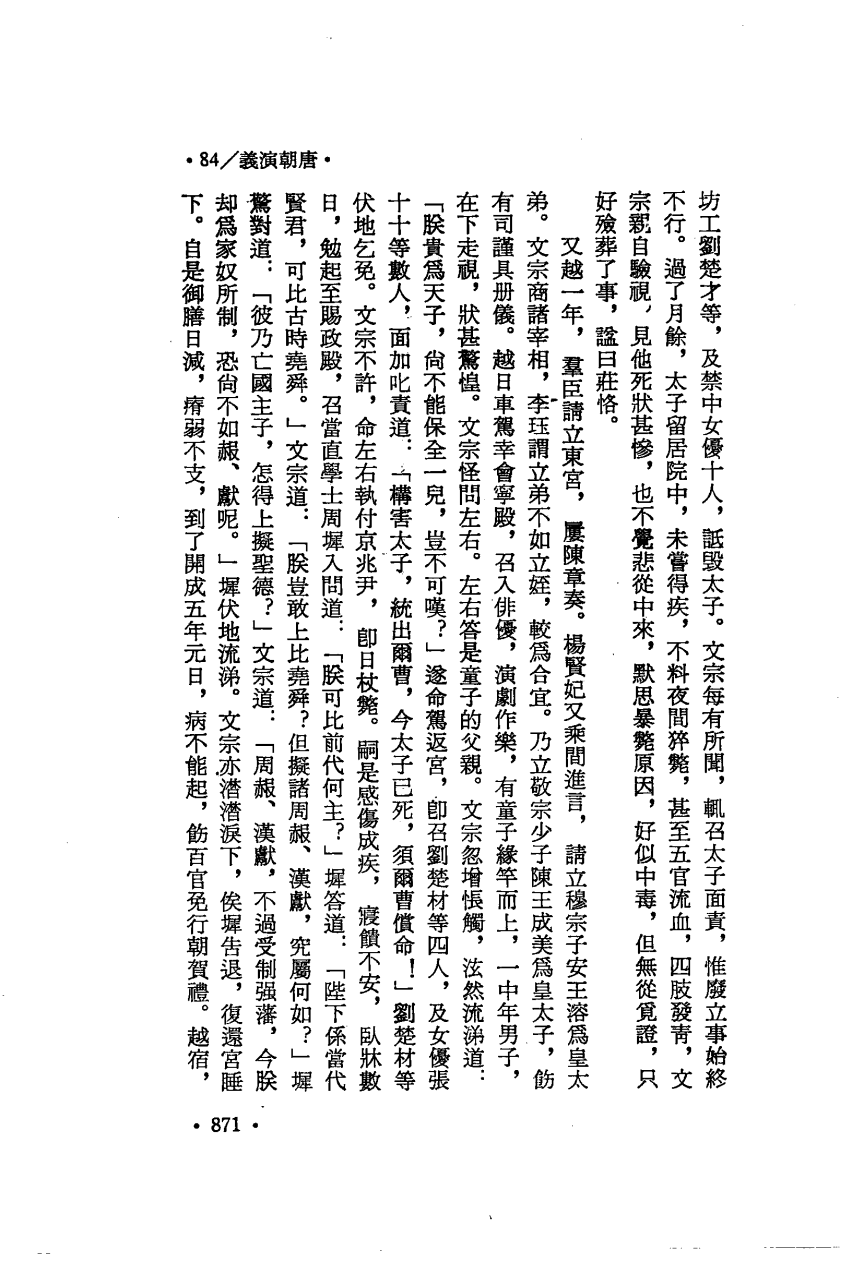 •84／義演朝唐•
坊工劉楚才等，及禁中女優十人，詆毀太子。文宗每有所聞，輒召太子面責，惟廢立事始終
不行。過了月餘，太子留居院中，未嘗得疾，不料夜間猝斃，甚至五官流血，四肢發青，文
宗親自驗視，見他死狀甚慘，也不覺悲從中來，默思暴斃原因，好似中毒，但無從覓證，只
好殮葬了事，諡曰莊恪。
又越一年，羣臣請立東宮，屢陳章奏。楊賢妃又乘間進言，請立穆宗子安王溶爲皇太
弟。文宗商諸宰相，李珏謂立弟不如立姪，較爲合宜。乃立敬宗少子陳王成美爲皇太子，飭
有司謹具册儀。越日車駕幸會寧殿，召入俳優，演劇作樂，有童子緣竿而上，一中年男子，
在下走視，狀甚驚惶。文宗怪問左右。左右答是童子的父親。文宗忽增悵觸，泫然流涕道：
「朕貴爲天子，尙不能保全一兒，豈不可嘆？」遂命駕返宮，卽召劉楚材等四人，及女優張
十十等數人，面加叱責道：「構害太子，統出爾曹，今太子已死，須爾曹償命！」劉楚材等
伏地乞免。文宗不許，命左右執付京兆尹，卽日杖斃。嗣是感傷成疾，寢饋不安，臥牀數
日，勉起至賜政殿，召當直學士周墀入問道：「朕可比前代何主？」墀答道：「陛下係當代
賢君，可比古時堯舜。」文宗道：「朕豈敢上比堯舜？但擬諸周赧、漢獻，究屬何如？」墀
驚對道：「彼乃亡國主子，怎得上擬聖德？」文宗道：「周赧、漢獻，不過受制强藩，今朕
却爲家奴所制，恐尙不如赧、獻呢。」墀伏地流涕。文宗亦潸潸淚下，俟墀告退，復還宮睡
下。自是御膳日減，瘠弱不支，到了開成五年元日，病不能起，飭百官免行朝賀禮。越宿，
•871•